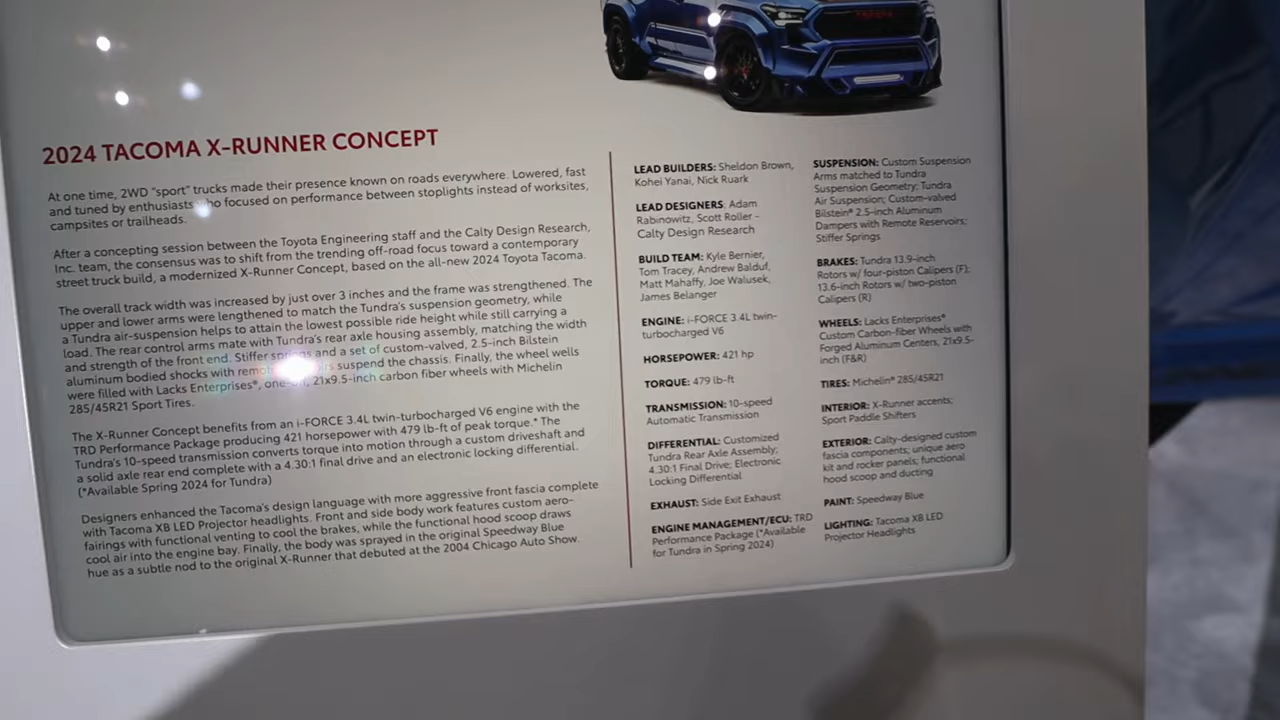 TOYOTA
2024 TACOMA X-RUNNER CONCEPT
At one time, 2WD "sport" trucks made their presence known on roads everywhere. Lowered, fast
and tuned by enthusiasts who focused on performance between stoplights instead of worksites,
campsites or trailheads.
After a concepting session between the Toyota Engineering staff and the Calty Design Research,
Inc. team, the consensus was to shift from the trending off-road focus toward a contemporary
street truck build, a modernized X-Runner Concept, based on the all-new 2024 Toyota Tacoma.
The overall track width was increased by just over 3 inches and the frame was strengthened. The
upper and lower arms were lengthened to match the Tundra's suspension geometry, while
a Tundra air-suspension helps to attain the lowest possible ride height while still carrying a
load. The rear control arms mate with Tundra's rear axle housing assembly, matching the width
and strength of the front end. Stiffer springs and a set of custom-valved, 2.5-inch Bilstein
aluminum bodied shocks with suspend the chassis. Finally, the wheel wells
were filled with Lacks Enterprises®, 21x9.5-inch carbon fiber wheels with Michelin
285/45R21 Sport Tires.
The X-Runner Concept benefits from an i-FORCE 3.4L twin-turbocharged V6 engine with the
TRD Performance Package producing 421 horsepower with 479 lb-ft of peak torque.* The
Tundra's 10-speed transmission converts torque into motion through a custom driveshaft and
a solid axle rear end complete with a 4.30:1 final drive and an electronic locking differential.
(*Available Spring 2024 for Tundra)
Designers enhanced the Tacoma's design language with more aggressive front fascia complete
with Tacoma XB LED Projector headlights. Front and side body work features custom aero-
fairings with functional venting to cool the brakes, while the functional hood scoop draws
cool air into the engine bay. Finally, the body was sprayed in the original Speedway Blue
hue as a subtle nod to the original X-Runner that debuted at the 2004 Chicago Auto Show.
LEAD BUILDERS: Sheldon Brown,
Kohei Yanai, Nick Ruark
LEAD DESIGNERS: Adam
Rabinowitz, Scott Roller -
Calty Design Research
BUILD TEAM: Kyle Bernier,
Tom Tracey, Andrew Balduf,
Matt Mahaffy, Joe Walusek,
James Belanger
ENGINE: i-FORCE 3.4L twin-
turbocharged V6
HORSEPOWER: 421 hp
TORQUE: 479 lb-ft
TRANSMISSION: 10-speed
Automatic Transmission
DIFFERENTIAL: Customized
Tundra Rear Axle Assembly;
4.30:1 Final Drive; Electronic
Locking Differential
EXHAUST: Side Exit Exhaust
ENGINE MANAGEMENT/ECU: TRD
Performance Package (*Available
for Tundra in Spring 2024)
SUSPENSION: Custom Suspension
Arms matched to Tundra
Suspension Geometry; Tundra
Air Suspension; Custom-valved
Bilstein® 2.5-inch Aluminum
Dampers with Remote Reservoirs;
Stiffer Springs
BRAKES: Tundra 13.9-inch
Rotors w/ four-piston Calipers (F);
13.6-inch Rotors w/ two-piston
Calipers (R)
WHEELS: Lacks Enterprises®
Custom Carbon-fiber Wheels with
Forged Aluminum Centers, 21x9.5-
inch (F&R)
TIRES: Michelin® 285/45R21
INTERIOR: X-Runner accents;
Sport Paddle Shifters
EXTERIOR: Calty-designed custom
fascia components; unique aero
kit and rocker panels; functional
hood scoop and ducting
PAINT: Speedway Blue
LIGHTING: Tacoma XB LED
Projector Headlights